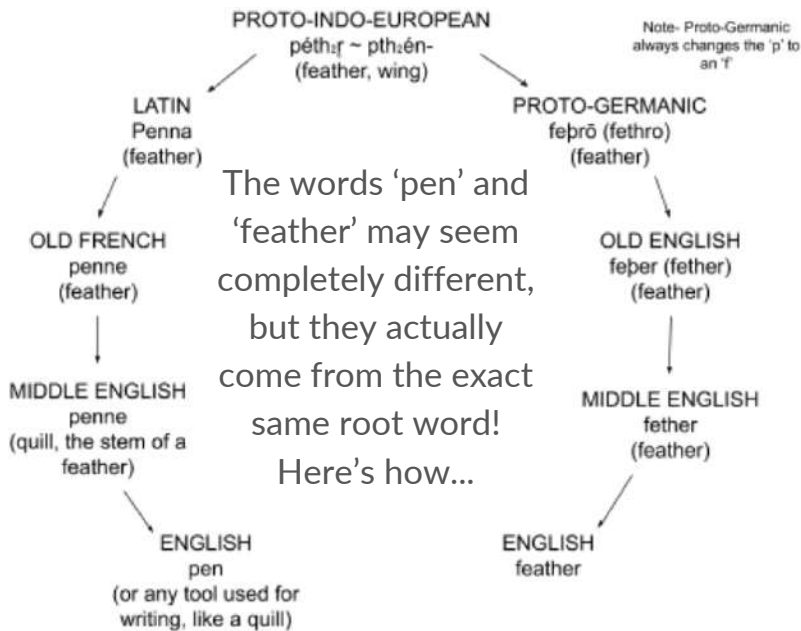 PROTO-INDO-EUROPEAN
péth₂r̥ ~ pth₂én-
(feather, wing)
Note- Proto-Germanic
always changes the 'p' to
an 'f'
LATIN
Penna
(feather)
PROTO-GERMANIC
feþrō (fethro)
(feather)
The words ‘pen’ and
‘feather’ may seem
completely different,
but they actually
come from the exact
same root word!
Here’s how...
OLD FRENCH
penne
(feather)
OLD ENGLISH
feþer (fether)
(feather)
MIDDLE ENGLISH
penne
(quill, the stem of a
feather)
MIDDLE ENGLISH
fether
(feather)
ENGLISH
pen
(or any tool used for
writing, like a quill)
ENGLISH
feather